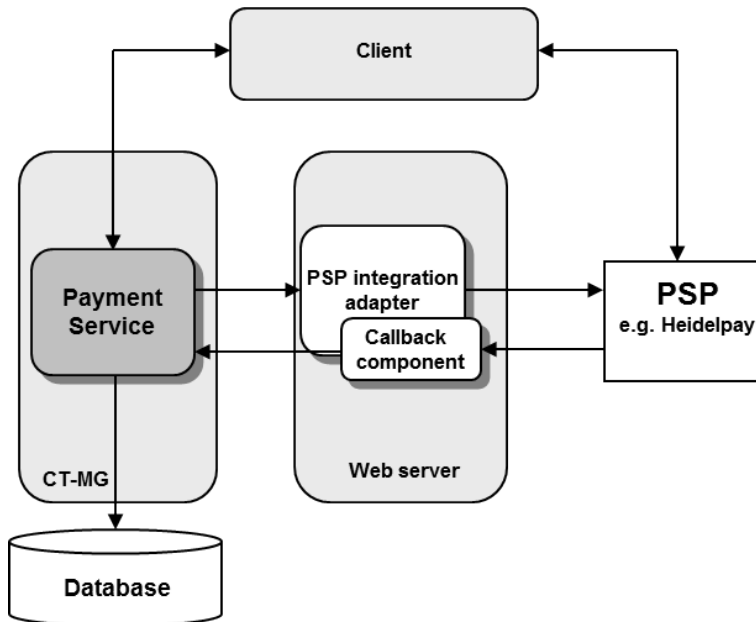 Client
Payment
Service
PSP integration
adapter
Callback
component
PSP
e.g. Heidelpay
CT-MG
Web server
Database